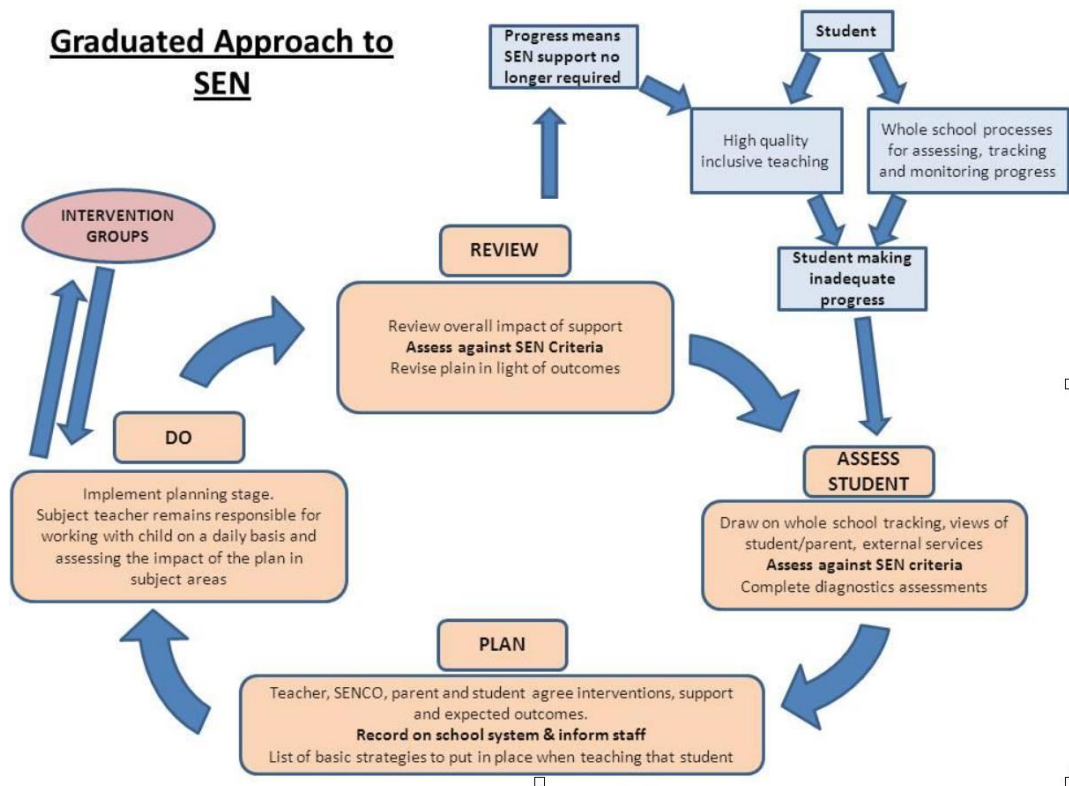 Graduated Approach to
SEN
Progress means
SEN support no
longer required
Student
High quality
inclusive teaching
Whole school processes
for assessing, tracking
and monitoring progress
Student making
inadequate
progress
INTERVENTION
GROUPS
REVIEW
Review overall impact of support
Assess against SEN Criteria
Revise plain in light of outcomes
DO
Implement planning stage.
Subject teacher remains responsible for
working with child on a daily basis and
assessing the impact of the plan in
subject areas
ASSESS
STUDENT
Draw on whole school tracking, views of
student/parent, external services
Assess against SEN criteria
Complete diagnostics assessments
PLAN
Teacher, SENCO, parent and student agree interventions, support
and expected outcomes.
Record on school system & inform staff
List of basic strategies to put in place when teaching that student